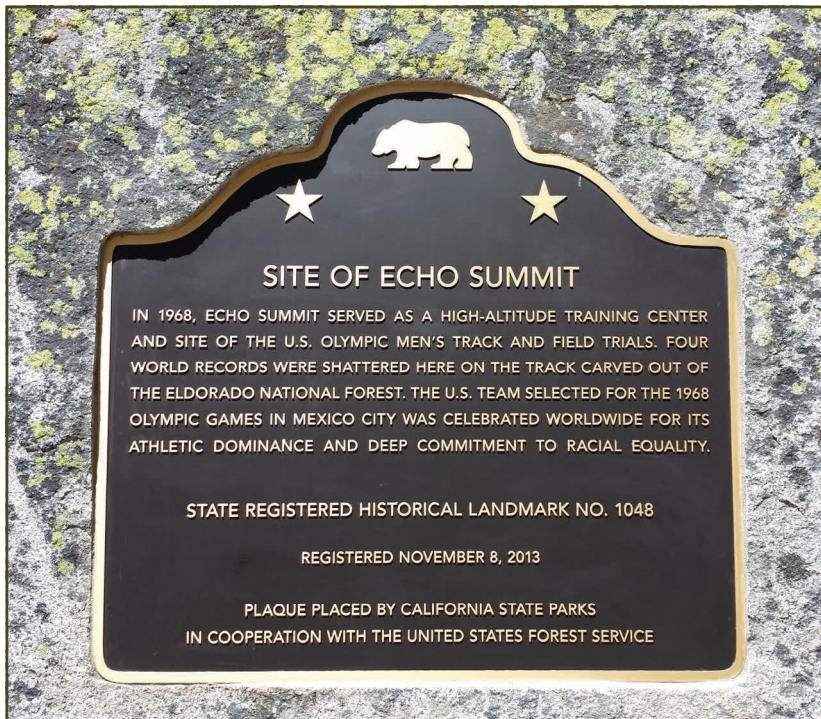 SITE OF ECHO SUMMIT
IN 1968, ECHO SUMMIT SERVED AS A HIGH-ALTITUDE TRAINING CENTER
AND SITE OF THE U.S. OLYMPIC MEN'S TRACK AND FIELD TRIALS. FOUR
WORLD RECORDS WERE SHATTERED HERE ON THE TRACK CARVED OUT OF
THE ELDORADO NATIONAL FOREST. THE U.S. TEAM SELECTED FOR THE 1968
OLYMPIC GAMES IN MEXICO CITY WAS CELEBRATED WORLDWIDE FOR ITS
ATHLETIC DOMINANCE AND DEEP COMMITMENT TO RACIAL EQUALITY.
STATE REGISTERED HISTORICAL LANDMARK NO. 1048
REGISTERED NOVEMBER 8, 2013
PLAQUE PLACED BY CALIFORNIA STATE PARKS
IN COOPERATION WITH THE UNITED STATES FOREST SERVICE